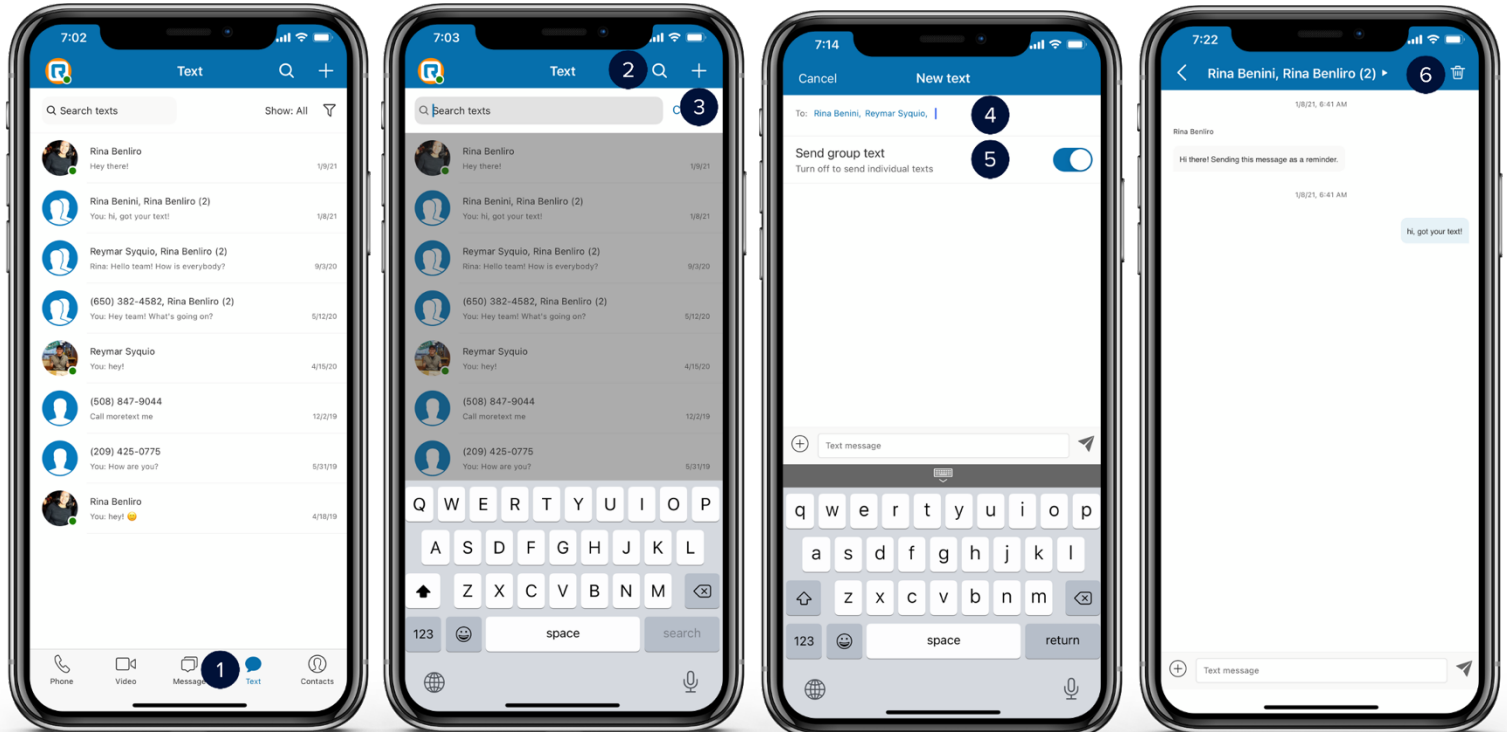 7:02
Text
Search texts
Show: All
Rina Benliro
Hey there!
1/9/21
Rina Benini, Rina Benliro (2)
You: hi, got your text!
1/8/21
Reymar Syquio, Rina Benliro (2)
Rina: Hello team! How is everybody?
9/3/20
(650) 382-4582, Rina Benliro (2)
You: Hey team! What's going on?
5/12/20
Reymar Syquio
You: hey!
4/15/20
(508) 847-9044
Call moretext me
12/2/19
(209) 425-0775
You: How are you?
5/31/19
Rina Benliro
You: hey! 😊
4/18/19
1
Phone
Video
Message
Text
Contacts
7:03
Text
2
Search texts
C
3
Rina Benliro
Hey there!
1/9/21
Rina Benini, Rina Benliro (2)
You: hi, got your text!
1/8/21
Reymar Syquio, Rina Benliro (2)
Rina: Hello team! How is everybody?
9/3/20
(650) 382-4582, Rina Benliro (2)
You: Hey team! What's going on?
5/12/20
Reymar Syquio
You: hey!
4/15/20
(508) 847-9044
Call moretext me
12/2/19
(209) 425-0775
You: How are you?
5/31/19
Q W E R T Y U I O P
A S D F G H J K L
Z X C V B N M
123
space
search
7:14
Cancel
New text
To: Rina Benini, Reymar Syquio,
4
Send group text
Turn off to send individual texts
5
Text message
q w e r t y u i o p
a s d f g h j k l
z x c v b n m
123
space
return
7:22
Rina Benini, Rina Benliro (2)
6
1/8/21, 6:41 AM
Rina Benliro
Hi there! Sending this message as a reminder.
1/8/21, 6:41 AM
hi, got your text!
Text message